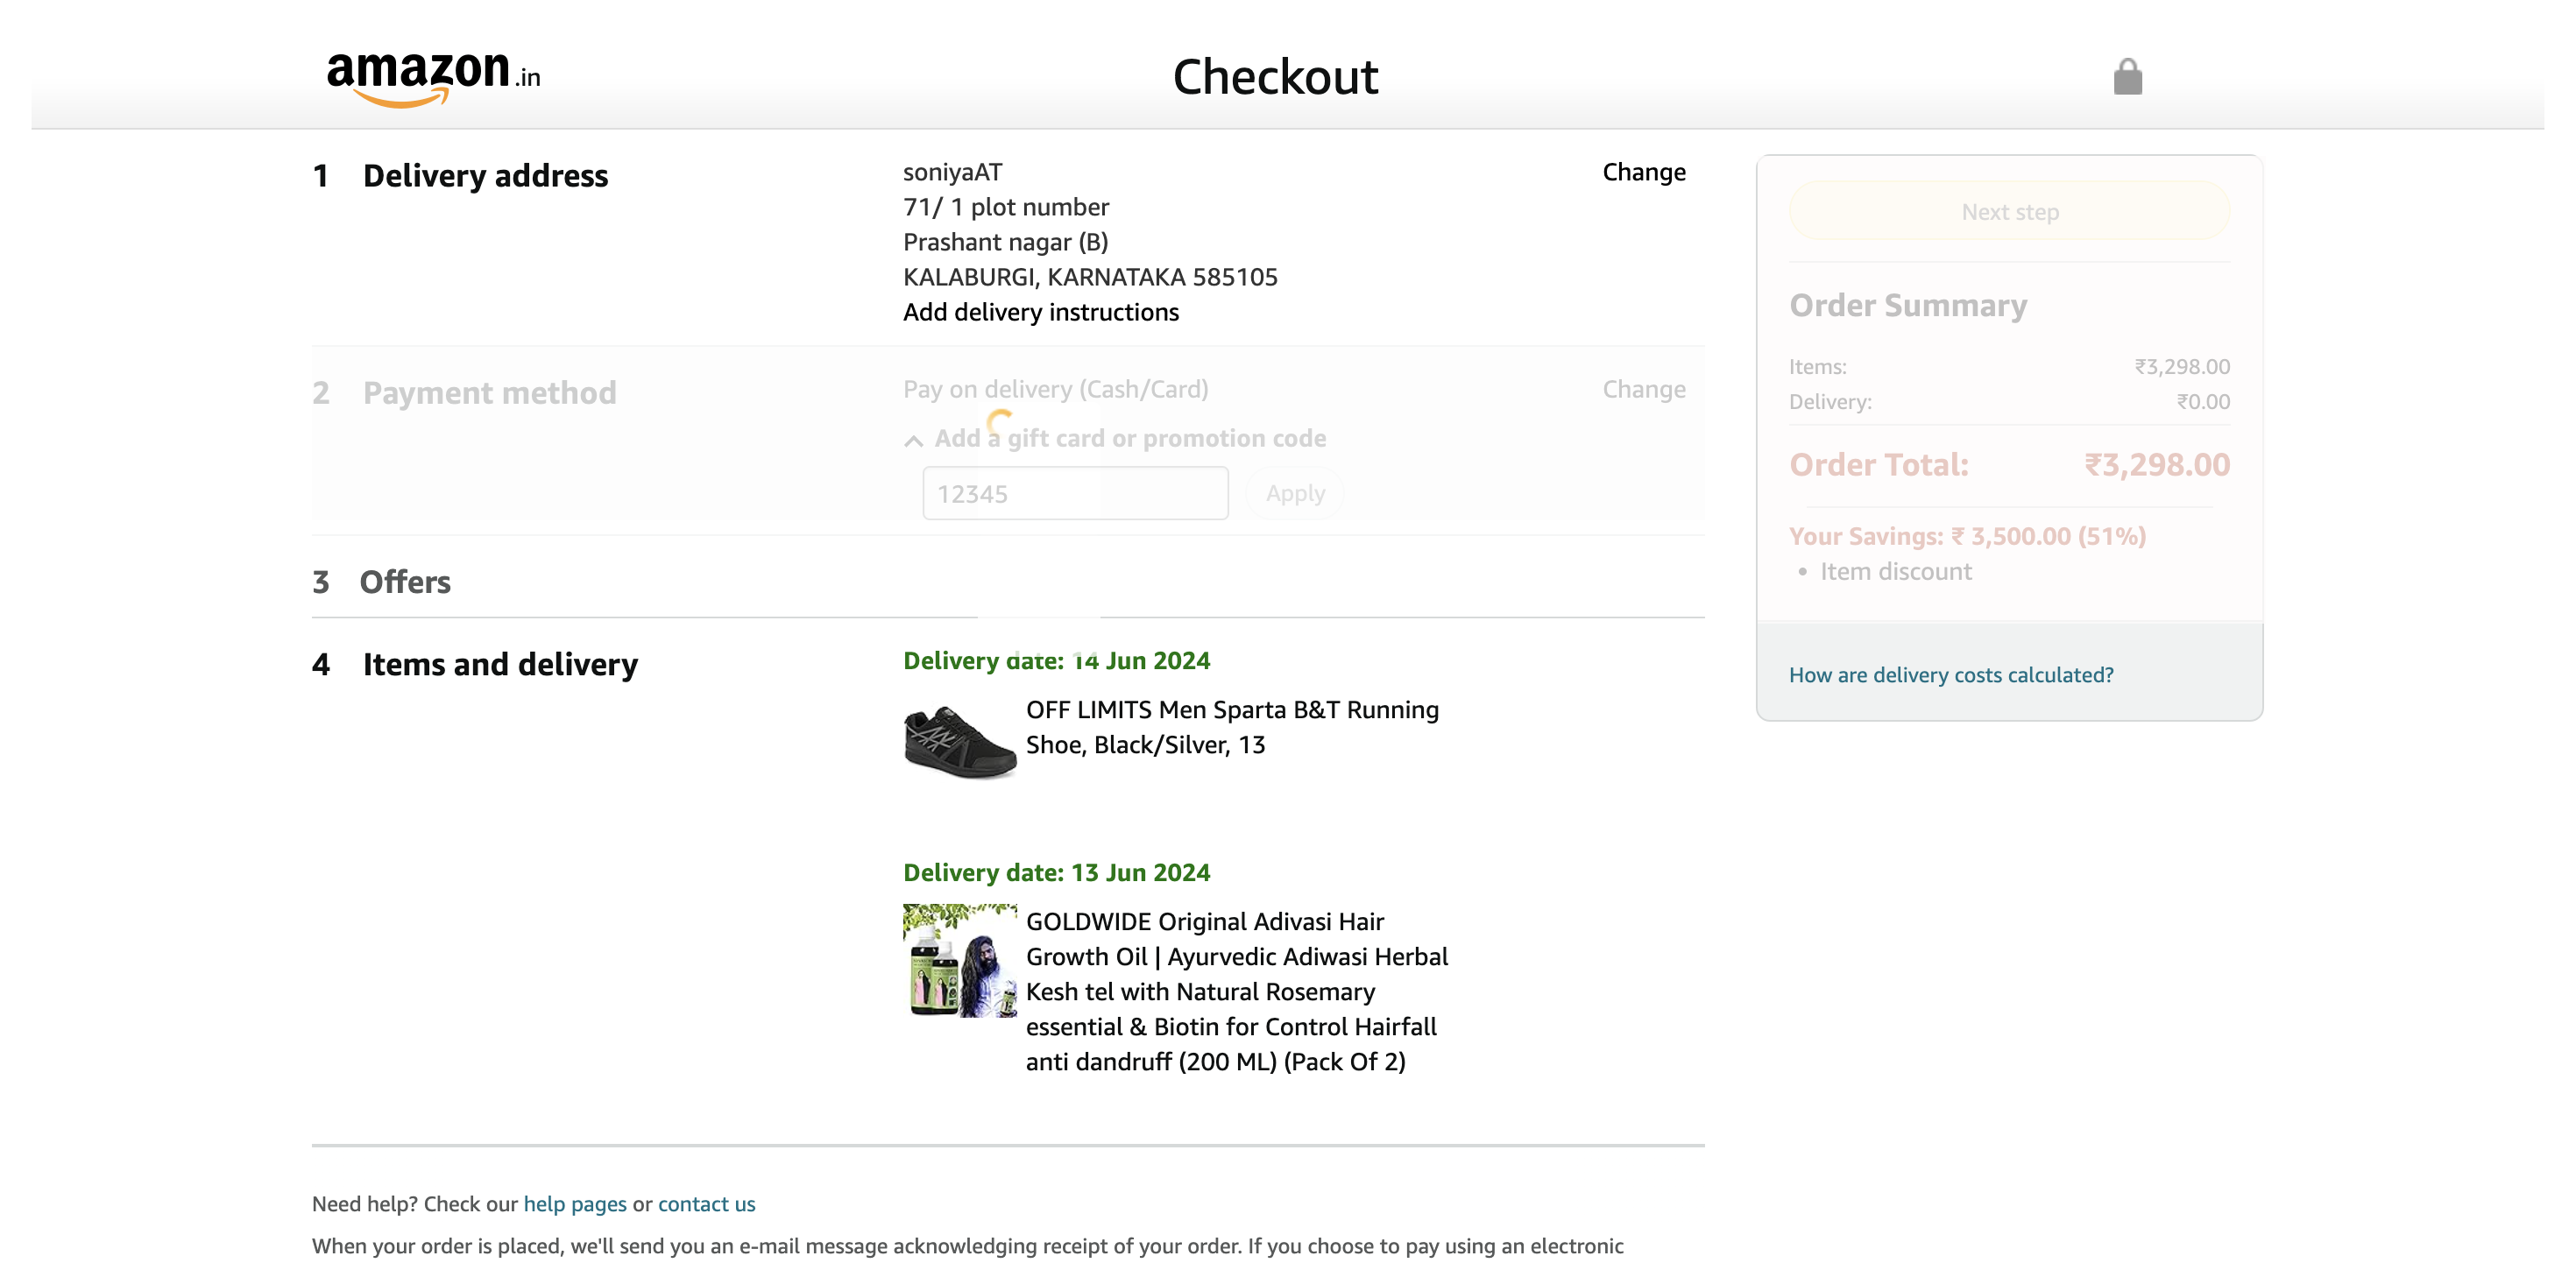 amazon.in
Checkout
1 Delivery address
soniyaAT
71/ 1 plot number
Prashant nagar (B)
KALABURGI, KARNATAKA 585105
Add delivery instructions
Change
2 Payment method
Pay on delivery (Cash/Card)
Change
Add a gift card or promotion code
12345
Apply
3 Offers
4 Items and delivery
Delivery date: 14 Jun 2024
OFF LIMITS Men Sparta B&T Running
Shoe, Black/Silver, 13
Delivery date: 13 Jun 2024
GOLDWIDE Original Adivasi Hair
Growth Oil | Ayurvedic Adiwasi Herbal
Kesh tel with Natural Rosemary
essential & Biotin for Control Hairfall
anti dandruff (200 ML) (Pack Of 2)
Next step
Order Summary
Items: ₹3,298.00
Delivery: ₹0.00
Order Total: ₹3,298.00
Your Savings: ₹ 3,500.00 (51%)
• Item discount
How are delivery costs calculated?
Need help? Check our help pages or contact us
When your order is placed, we'll send you an e-mail message acknowledging receipt of your order. If you choose to pay using an electronic